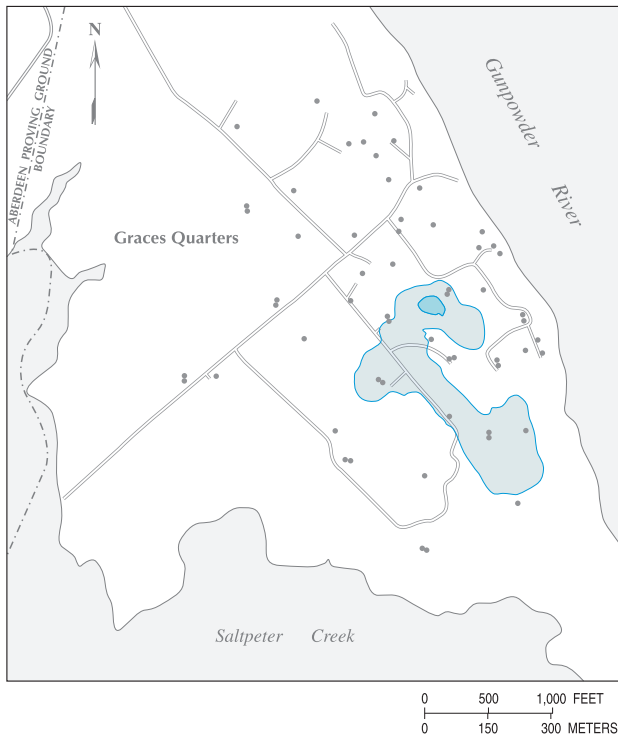 N
ABERDEEN PROVING GROUND
BOUNDARY
Gunpowder
River
Graces Quarters
Saltpeter Creek
0 500 1,000 FEET
0 150 300 METERS